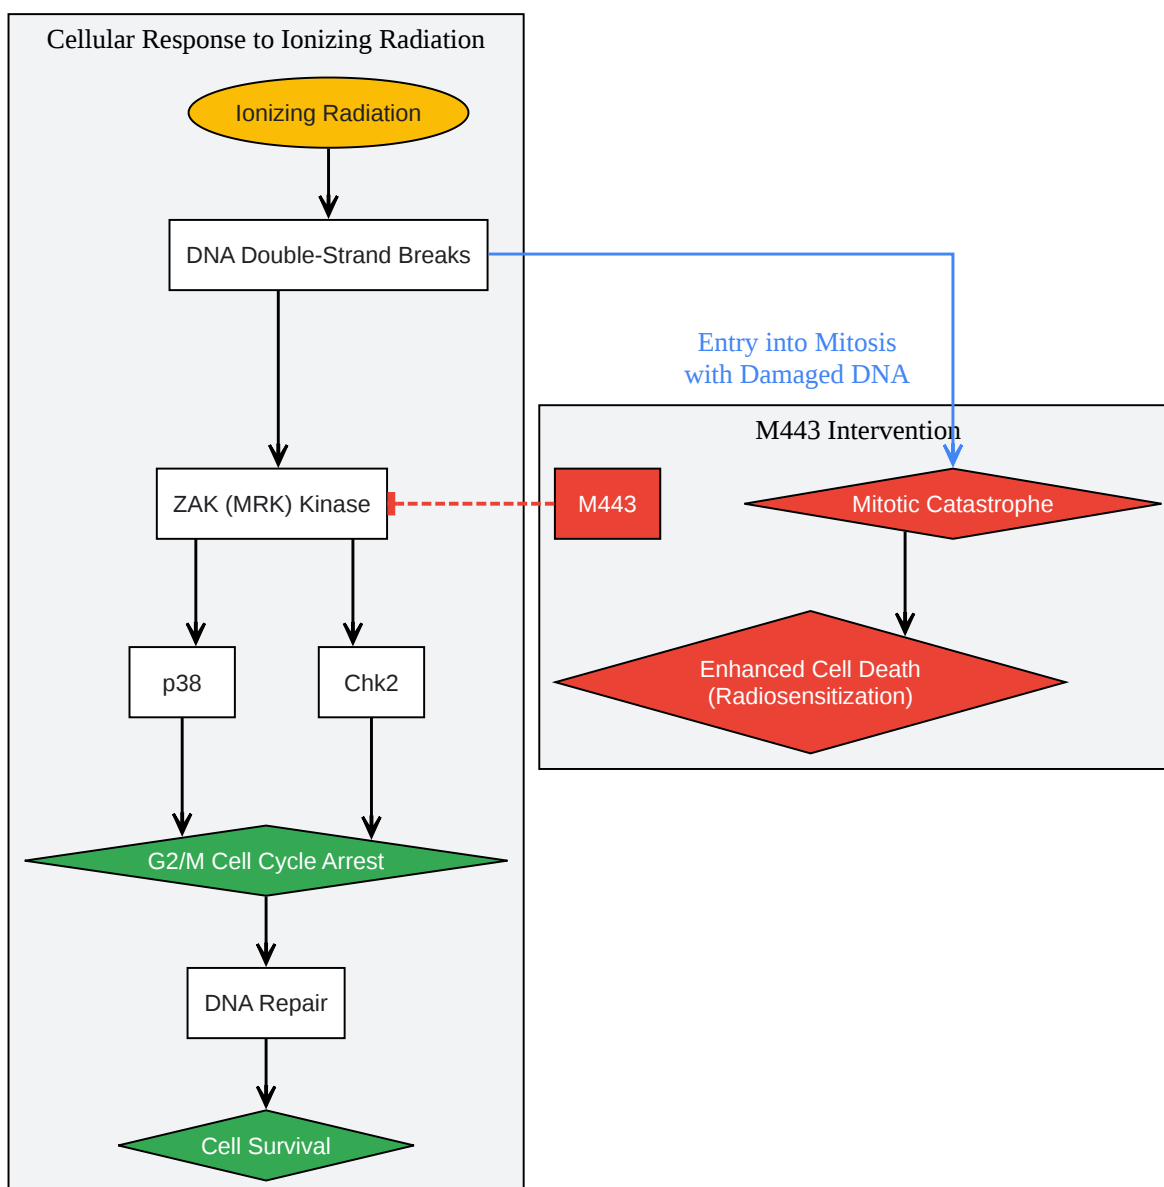 Cellular Response to Ionizing Radiation
Ionizing Radiation
DNA Double-Strand Breaks
Entry into Mitosis
with Damaged DNA
M443 Intervention
ZAK (MRK) Kinase
M443
Mitotic Catastrophe
p38
Chk2
Enhanced Cell Death
(Radiosensitization)
G2/M Cell Cycle Arrest
DNA Repair
Cell Survival